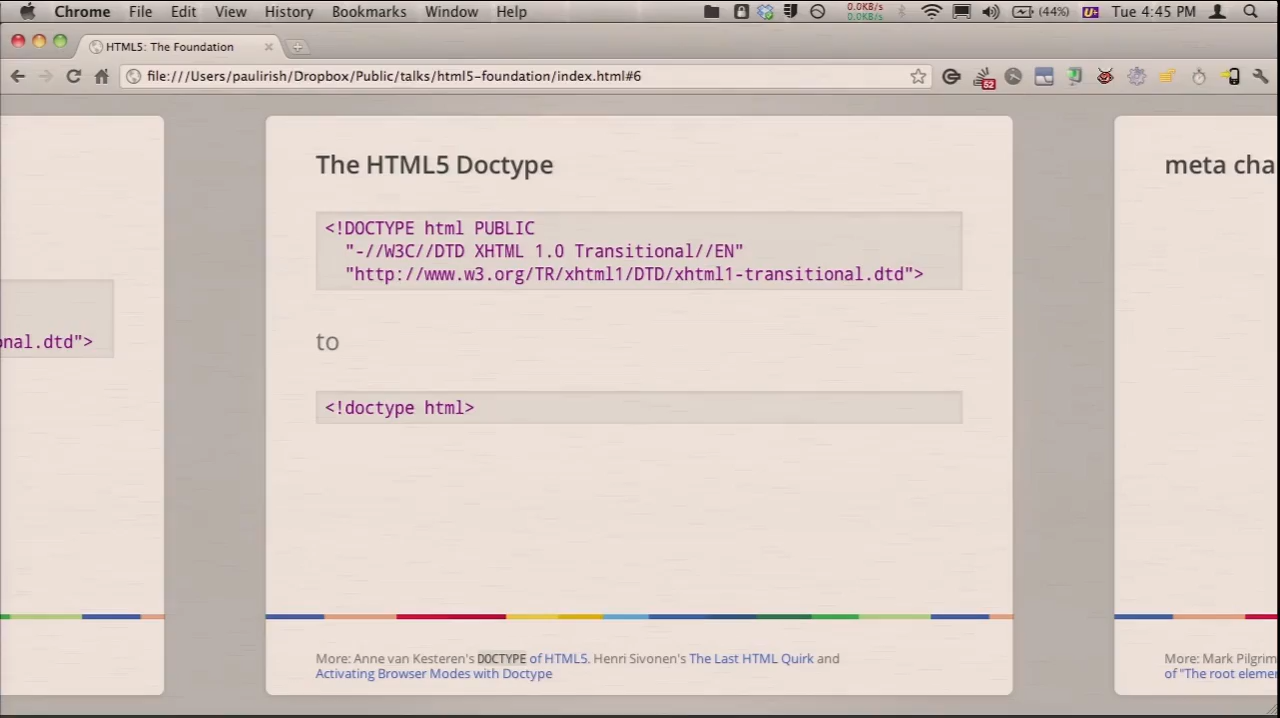 Chrome File Edit View History Bookmarks Window Help 0.0KB/s 0.0KB/s (44%) Tue 4:45 PM
HTML5: The Foundation
file:///Users/paulirish/Dropbox/Public/talks/html5-foundation/index.html#6
52
The HTML5 Doctype
meta cha
<!DOCTYPE html PUBLIC
"-//W3C//DTD XHTML 1.0 Transitional//EN"
"http://www.w3.org/TR/xhtml1/DTD/xhtml1-transitional.dtd">
onal.dtd">
to
<!doctype html>
More: Anne van Kesteren's DOCTYPE of HTML5. Henri Sivonen's The Last HTML Quirk and
Activating Browser Modes with Doctype
More: Mark Pilgrim
of "The root eleme